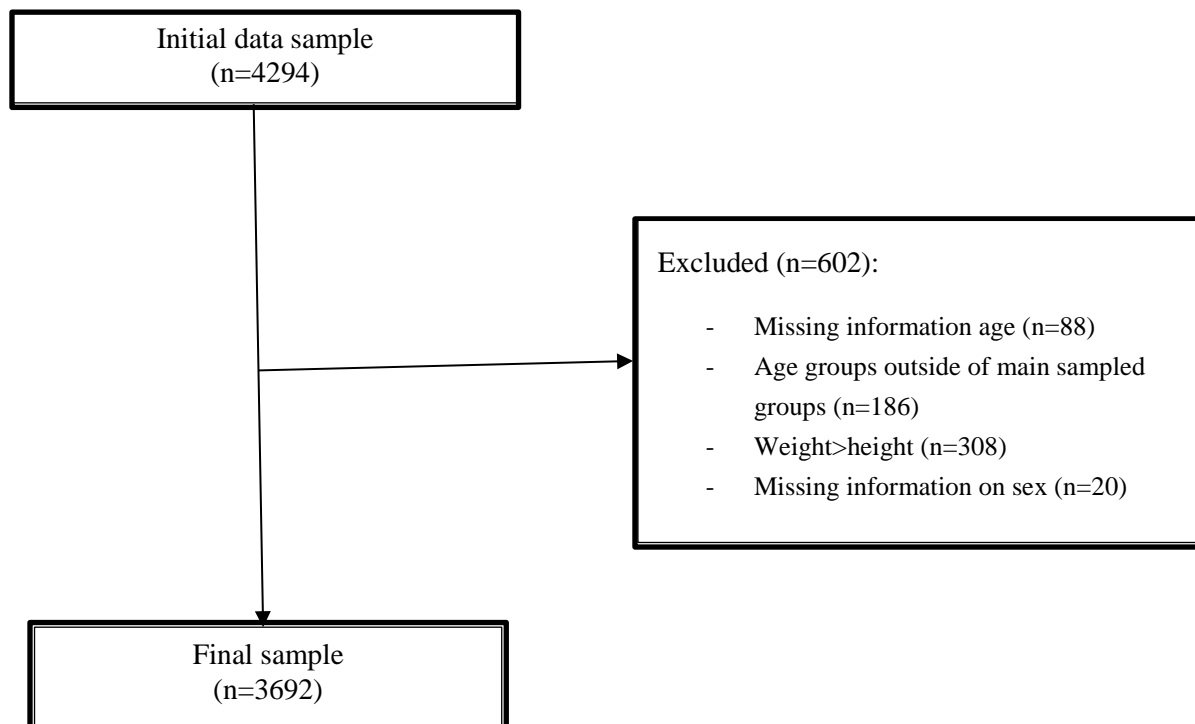 Initial data sample
(n=4294)
Excluded (n=602):
- Missing information age (n=88)
- Age groups outside of main sampled
groups (n=186)
- Weight>height (n=308)
- Missing information on sex (n=20)
Final sample
(n=3692)